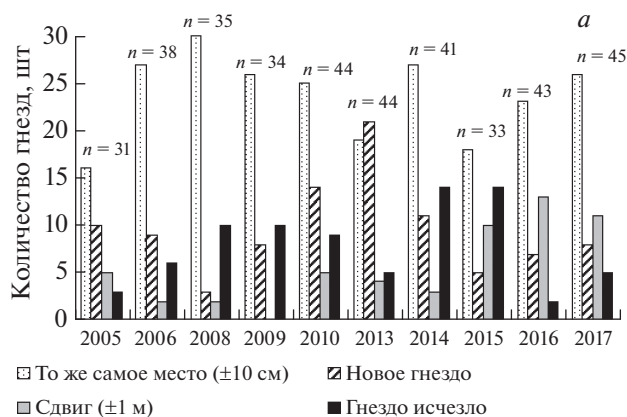 Количество гнезд, шт
30
25
20
15
10
5
0
a
n = 31
n = 38
n = 35
n = 34
n = 44
n = 44
n = 41
n = 33
n = 43
n = 45
2005 2006 2008 2009 2010 2013 2014 2015 2016 2017
То же самое место (±10 см) Новое гнездо
Сдвиг (±1 м) Гнездо исчезло